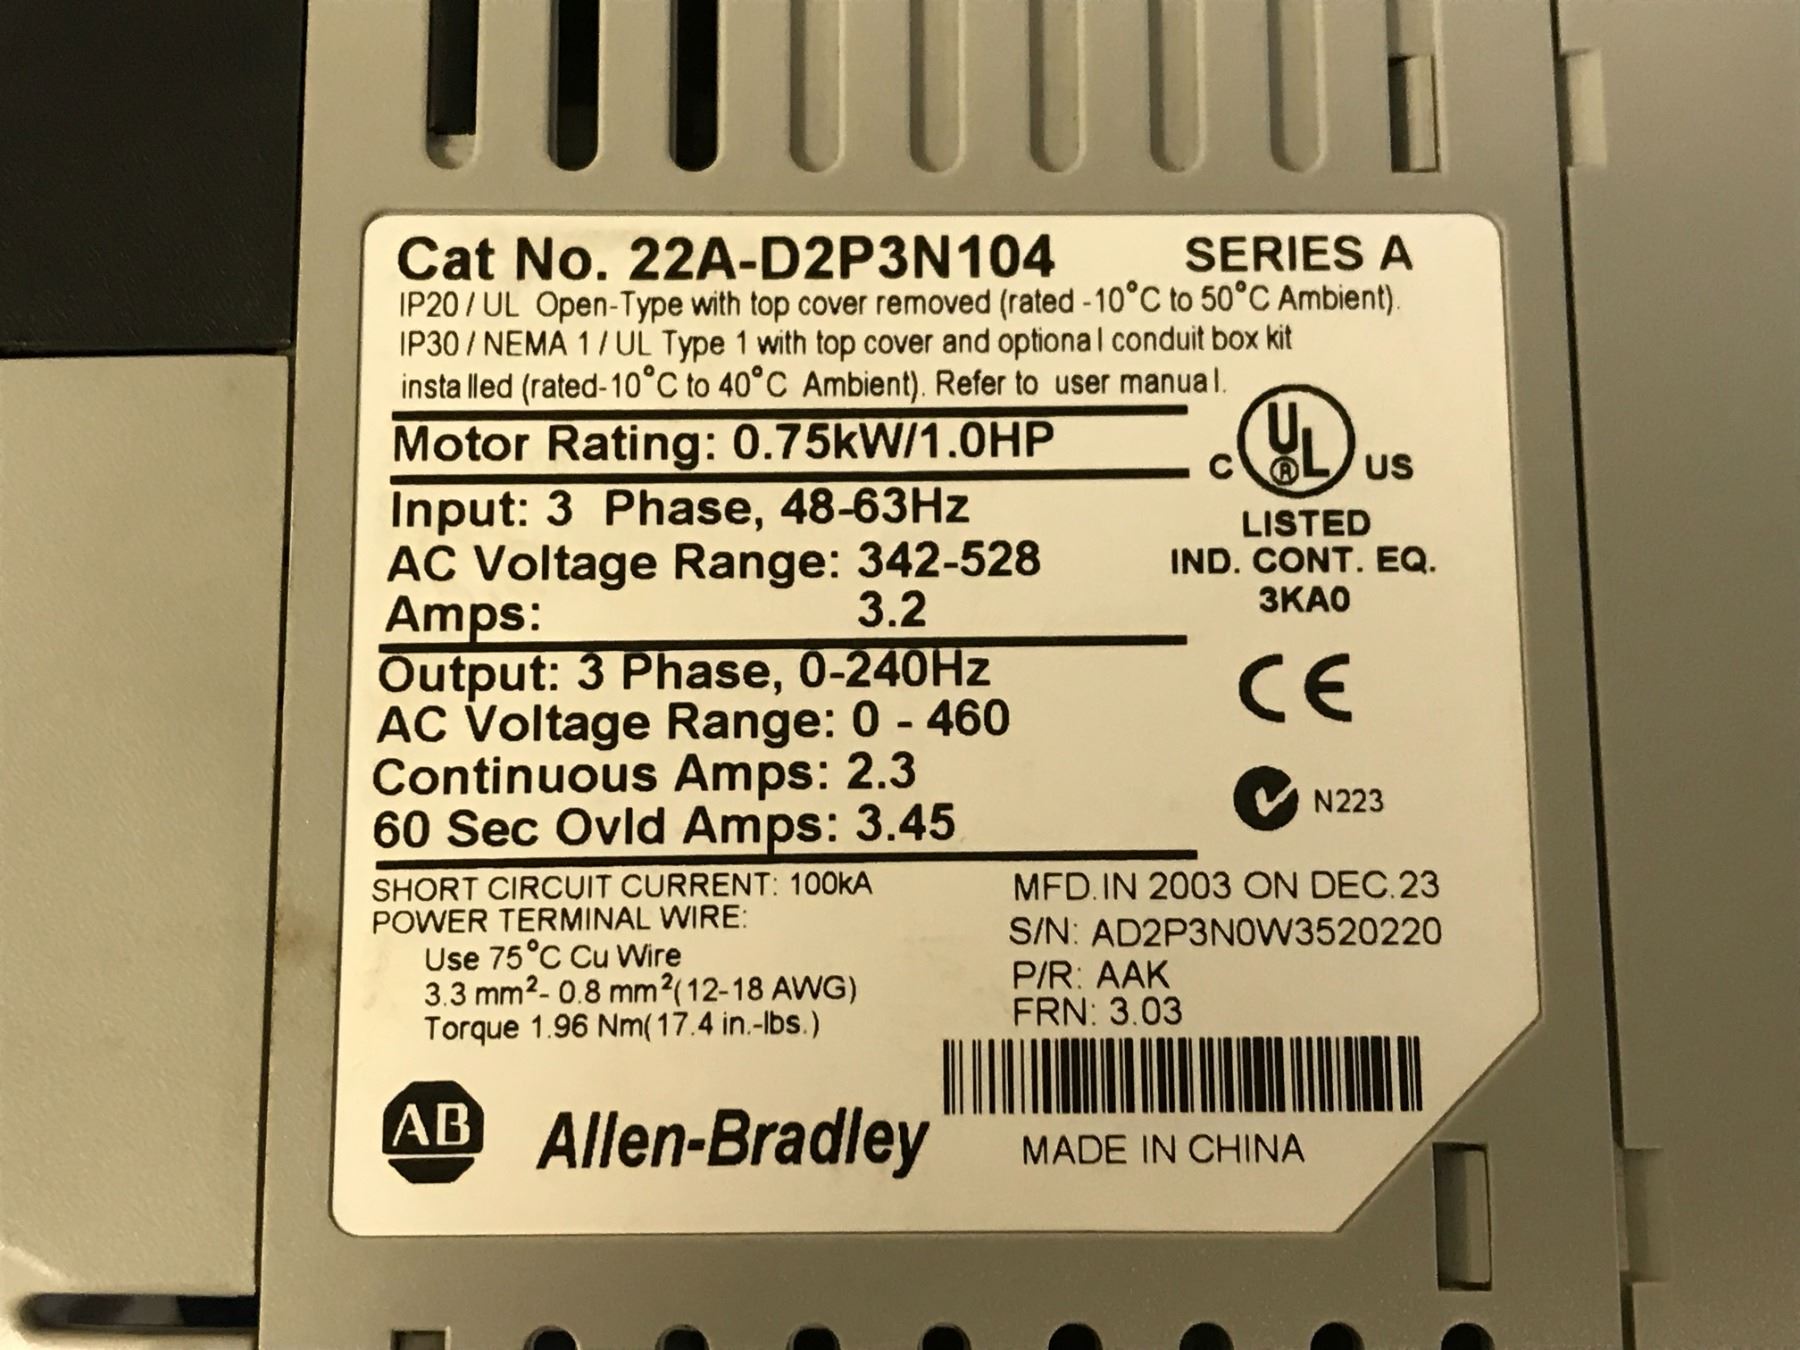 Cat No. 22A-D2P3N104 SERIES A
IP20 / UL Open-Type with top cover removed (rated -10°C to 50°C Ambient).
IP30 / NEMA 1 / UL Type 1 with top cover and optional conduit box kit
installed (rated-10°C to 40°C Ambient). Refer to user manual.
Motor Rating: 0.75kW/1.0HP
C UL ® US
Input: 3 Phase, 48-63Hz
LISTED
AC Voltage Range: 342-528
IND. CONT. EQ.
Amps: 3.2
3KA0
Output: 3 Phase, 0-240Hz
CE
AC Voltage Range: 0 - 460
Continuous Amps: 2.3
N223
60 Sec Ovld Amps: 3.45
SHORT CIRCUIT CURRENT: 100kA
POWER TERMINAL WIRE:
Use 75°C Cu Wire
3.3 mm²- 0.8 mm²(12-18 AWG)
Torque 1.96 Nm(17.4 in.-lbs.)
MFD. IN 2003 ON DEC.23
S/N: AD2P3N0W3520220
P/R: AAK
FRN: 3.03
AB Allen-Bradley
MADE IN CHINA